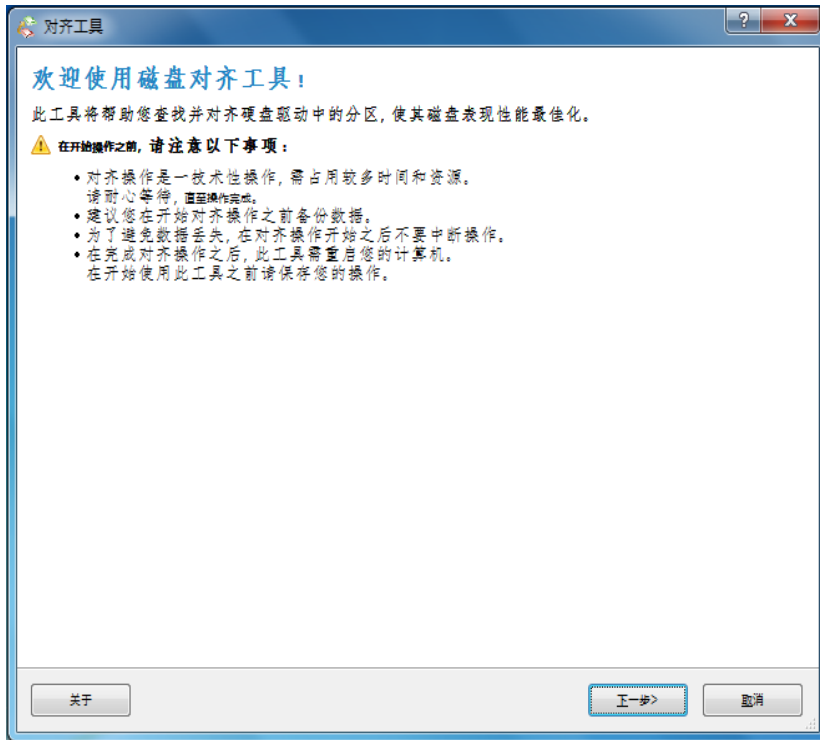 对齐工具
欢迎使用磁盘对齐工具！
此工具将帮助您查找并对齐硬盘驱动中的分区，使其磁盘表现性能最佳化。
在开始操作之前，请注意以下事项：
• 对齐操作是一技术性操作，需占用较多时间和资源。
请耐心等待，直至操作完成。
• 建议您在开始对齐操作之前备份数据。
• 为了避免数据丢失，在对齐操作开始之后不要中断操作。
• 在完成对齐操作之后，此工具需重启您的计算机。
在开始使用此工具之前请保存您的操作。
关于 下一步> 取消